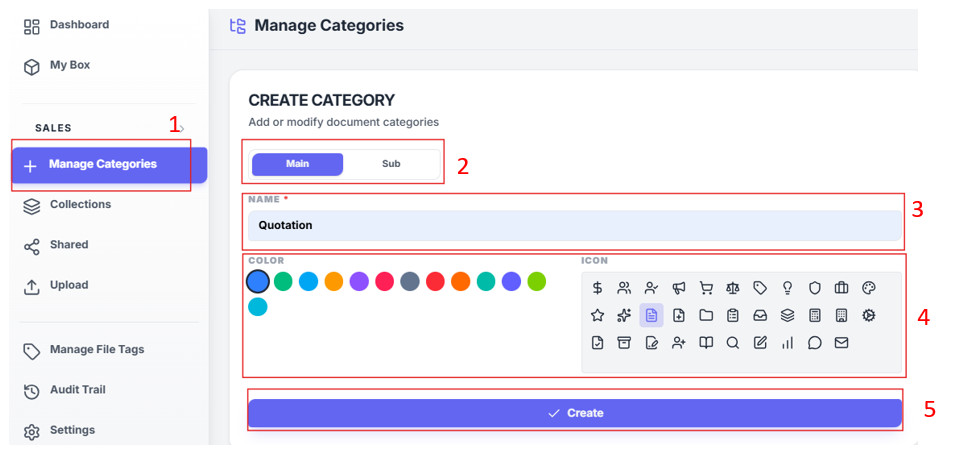 Dashboard
Manage Categories
My Box
CREATE CATEGORY
Add or modify document categories
SALES
1
Manage Categories
Main
Sub
2
Collections
NAME *
3
Quotation
Shared
COLOR
ICON
Upload
4
Manage File Tags
Audit Trail
Create
5
Settings